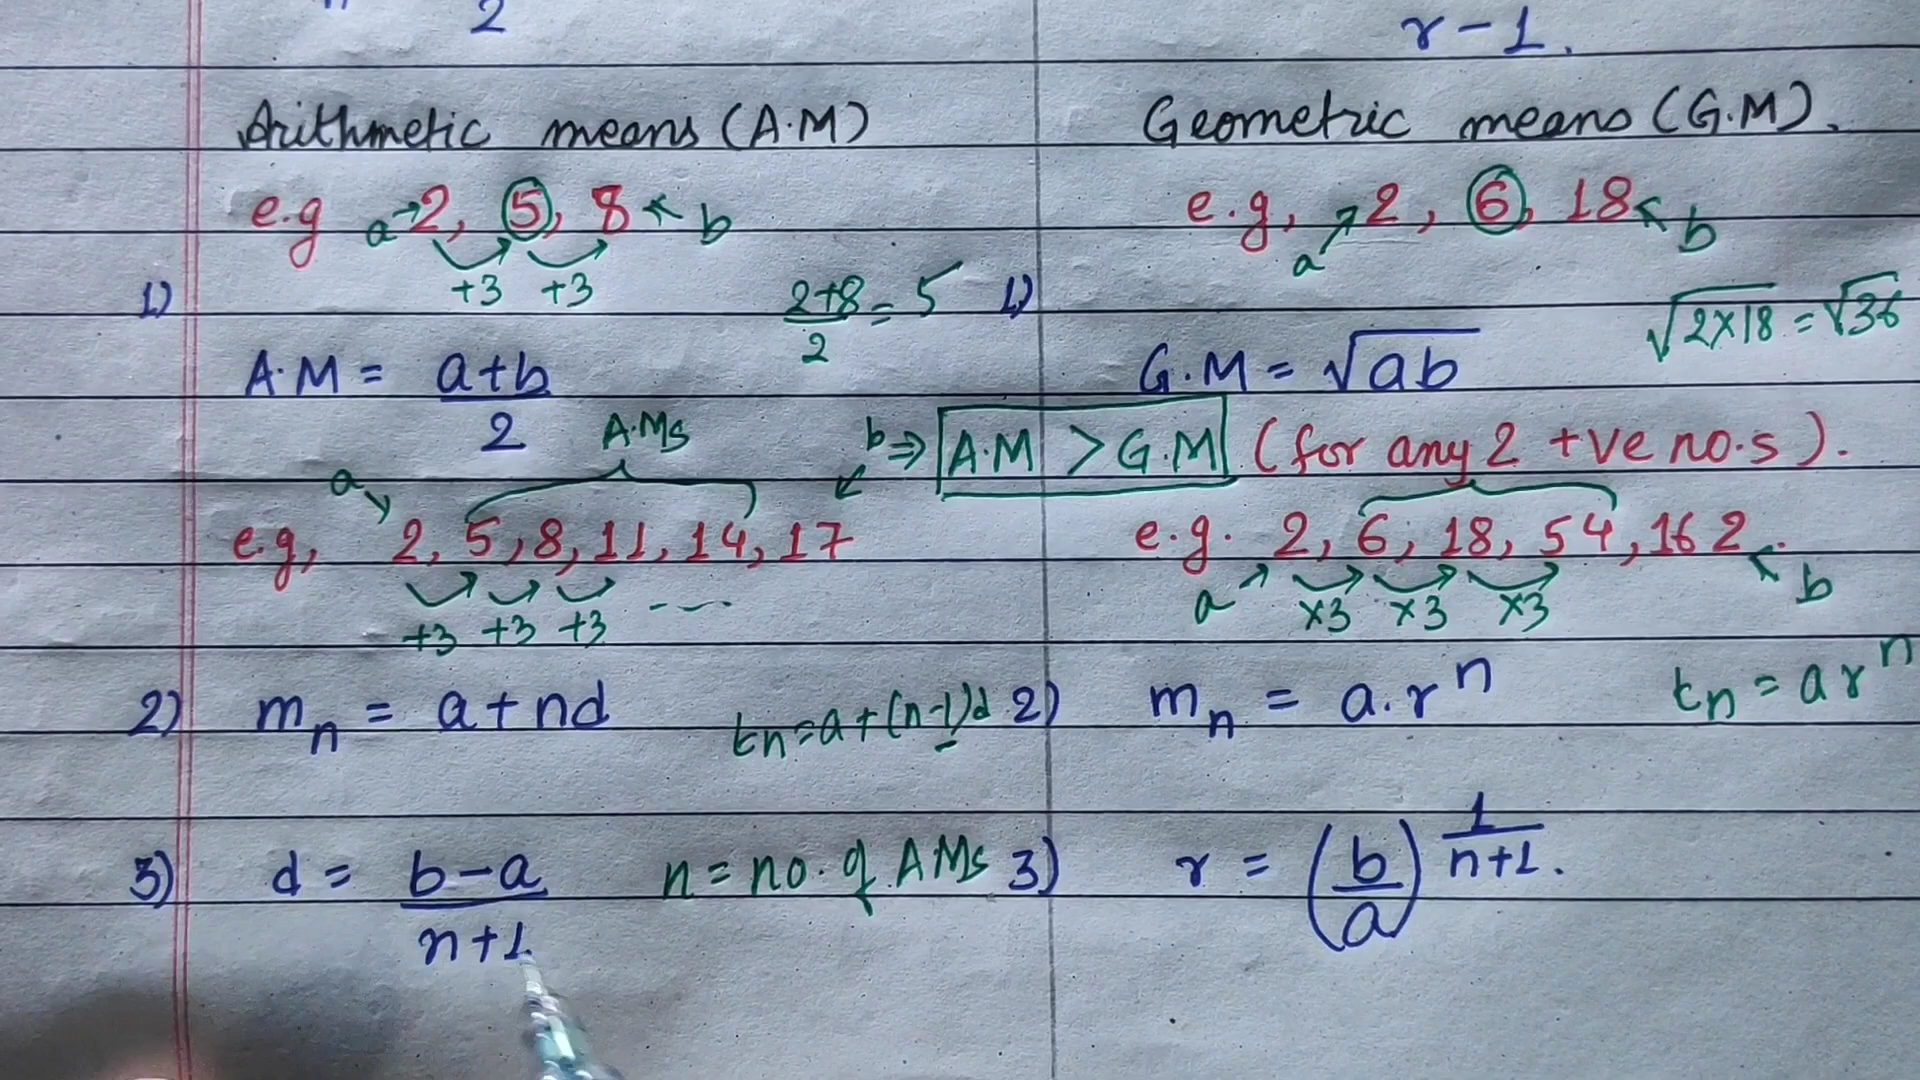 2
r-1.
Arithmetic means (A.M)
e.g a→2, 5, 8 ← b
+3 +3
1)
2+8/2 = 5
A.M = a+b/2
A.Ms
a b ⇒ A.M > G.M (for any 2 +ve no.s).
e.g, 2, 5, 8, 11, 14, 17
+3 +3 +3 ----
2) mn = a+nd tn=a+(n-1)d
3) d = b-a/n+1 n = no. of AMs
Geometric means (G.M).
e.g, 2, 6, 18 ← b
a
1)
√2×18 = √36
G.M = √ab
e.g. 2, 6, 18, 54, 162.
a ×3 ×3 ×3 b
2) mn = a.r^n tn = ar^n
3) r = (b/a)^1/n+1.